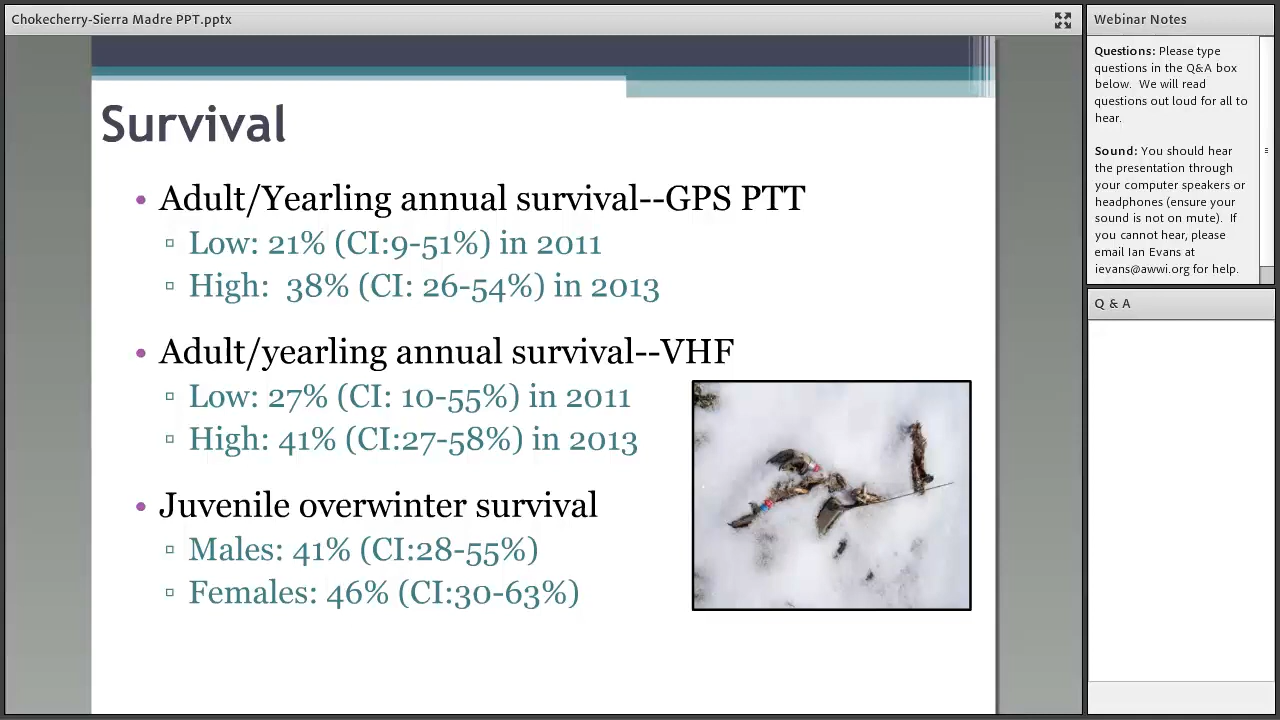 Chokecherry-Sierra Madre PPT.pptx
Survival
• Adult/Yearling annual survival--GPS PTT
▫ Low: 21% (CI:9-51%) in 2011
▫ High:  38% (CI: 26-54%) in 2013
• Adult/yearling annual survival--VHF
▫ Low: 27% (CI: 10-55%) in 2011
▫ High: 41% (CI:27-58%) in 2013
• Juvenile overwinter survival
▫ Males: 41% (CI:28-55%)
▫ Females: 46% (CI:30-63%)
Webinar Notes
Questions: Please type
questions in the Q&A box
below.  We will read
questions out loud for all to
hear.
Sound: You should hear
the presentation through
your computer speakers or
headphones (ensure your
sound is not on mute).  If
you cannot hear, please
email Ian Evans at
ievans@awwi.org for help.
Q & A